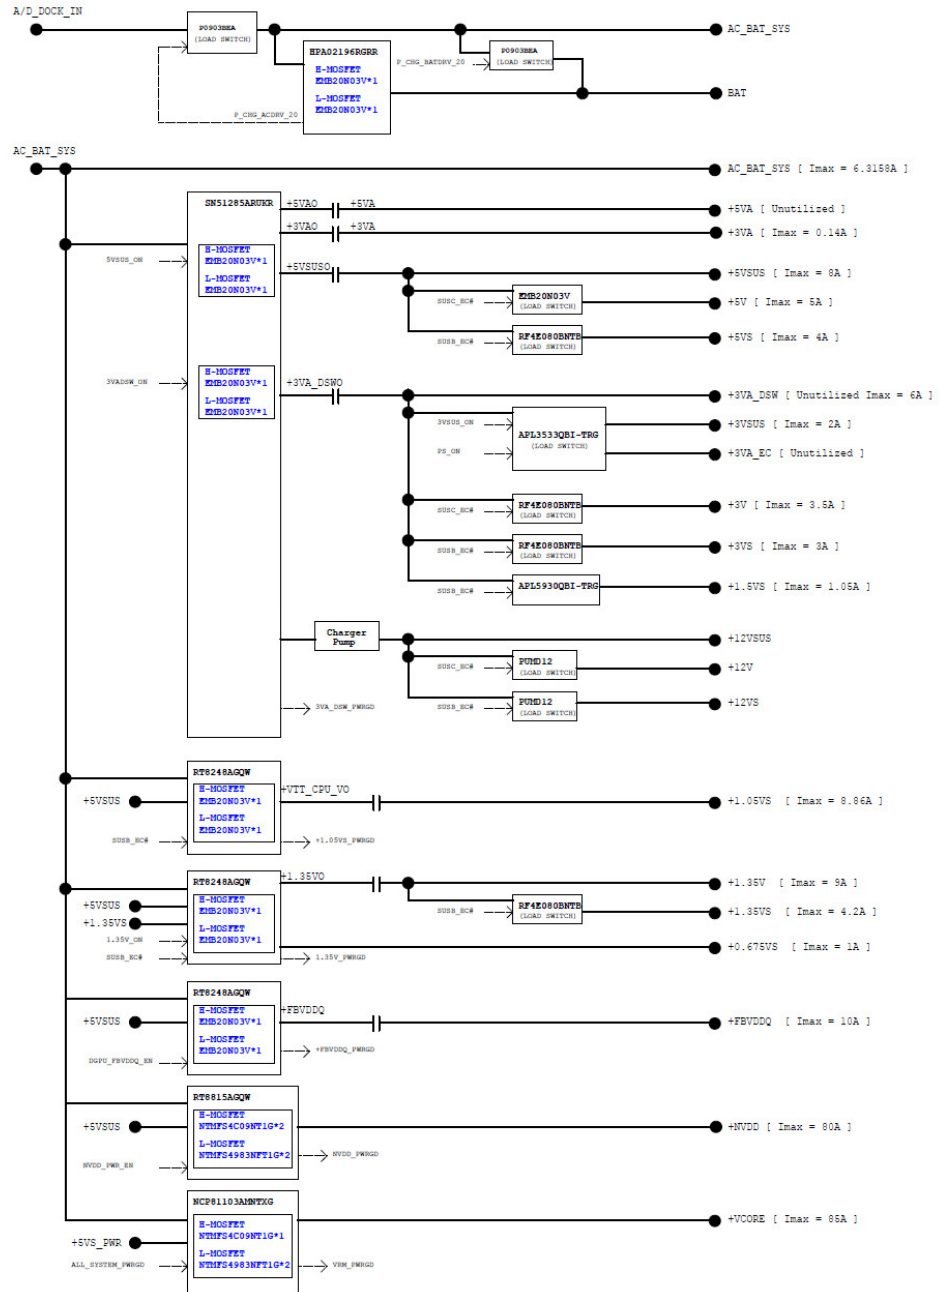 A/D_DOCK_IN
P0903BEA
(LOAD SWITCH)
AC_BAT_SYS
HPA02196RGRR
H-MOSFET
EMB20N03V*1
L-MOSFET
EMB20N03V*1
P_CHG_BATDRV_20
P0903BEA
(LOAD SWITCH)
BAT
P_CHG_ACDRV_20
AC_BAT_SYS
AC_BAT_SYS [ Imax = 6.3158A ]
SN51285ARUKR
+5VAO
+5VA
+5VA [ Unutilized ]
+3VAO
+3VA
+3VA [ Imax = 0.14A ]
5VSUS_ON
H-MOSFET
EMB20N03V*1
L-MOSFET
EMB20N03V*1
+5VSUSO
+5VSUS [ Imax = 8A ]
SUSC_EC#
EMB20N03V
(LOAD SWITCH)
+5V [ Imax = 5A ]
SUSB_EC#
RF4E080BNTB
(LOAD SWITCH)
+5VS [ Imax = 4A ]
3VADSW_ON
H-MOSFET
EMB20N03V*1
L-MOSFET
EMB20N03V*1
+3VA_DSWO
+3VA_DSW [ Unutilized Imax = 6A ]
3VSUS_ON
PS_ON
APL3533QBI-TRG
(LOAD SWITCH)
+3VSUS [ Imax = 2A ]
+3VA_EC [ Unutilized ]
SUSC_EC#
RF4E080BNTB
(LOAD SWITCH)
+3V [ Imax = 3.5A ]
SUSB_EC#
RF4E080BNTB
(LOAD SWITCH)
+3VS [ Imax = 3A ]
SUSB_EC#
APL5930QBI-TRG
+1.5VS [ Imax = 1.05A ]
Charger
Pump
+12VSUS
SUSC_EC#
PUMD12
(LOAD SWITCH)
+12V
SUSB_EC#
PUMD12
(LOAD SWITCH)
+12VS
3VA_DSW_PWRGD
RT8248AGQW
+5VSUS
H-MOSFET
EMB20N03V*1
L-MOSFET
EMB20N03V*1
+VTT_CPU_VO
+1.05VS [ Imax = 8.86A ]
SUSB_EC#
+1.05VS_PWRGD
RT8248AGQW
+1.35VO
+1.35V [ Imax = 9A ]
+5VSUS
+1.35VS
1.35V_ON
SUSB_EC#
H-MOSFET
EMB20N03V*1
L-MOSFET
EMB20N03V*1
SUSB_EC#
RF4E080BNTB
(LOAD SWITCH)
+1.35VS [ Imax = 4.2A ]
+0.675VS [ Imax = 1A ]
1.35V_PWRGD
RT8248AGQW
+5VSUS
H-MOSFET
EMB20N03V*1
L-MOSFET
EMB20N03V*1
+FBVDDQ
+FBVDDQ [ Imax = 10A ]
DGPU_FBVDDQ_EN
+FBVDDQ_PWRGD
RT8815AGQW
+5VSUS
H-MOSFET
NTMFS4C09NT1G*2
L-MOSFET
NTMFS4983NFT1G*2
+NVDD [ Imax = 80A ]
NVDD_PWR_EN
NVDD_PWRGD
NCP81103AMNTXG
+5VS_PWR
H-MOSFET
NTMFS4C09NT1G*1
L-MOSFET
NTMFS4983NFT1G*2
+VCORE [ Imax = 85A ]
ALL_SYSTEM_PWRGD
VRM_PWRGD